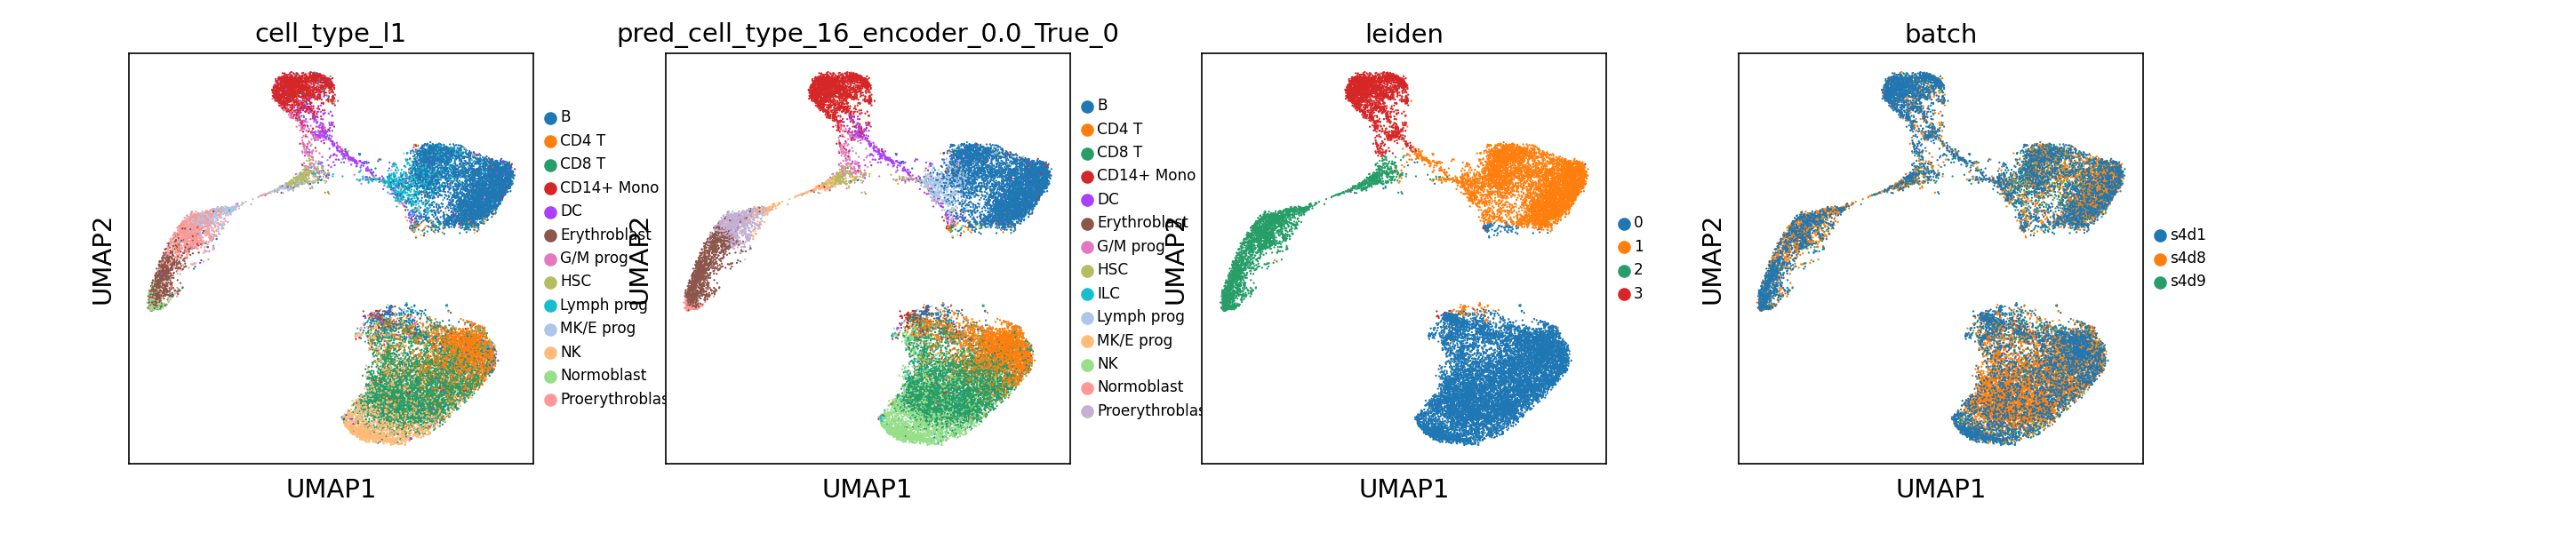 cell_type_l1
UMAP2
UMAP1
B
CD4 T
CD8 T
CD14+ Mono
DC
Erythroblast
G/M prog
HSC
Lymph prog
MK/E prog
NK
Normoblast
Proerythroblas
pred_cell_type_16_encoder_0.0_True_0
UMAP2
UMAP1
B
CD4 T
CD8 T
CD14+ Mono
DC
Erythroblast
G/M prog
HSC
ILC
Lymph prog
MK/E prog
NK
Normoblast
Proerythroblas
leiden
UMAP2
UMAP1
0
1
2
3
batch
UMAP2
UMAP1
s4d1
s4d8
s4d9